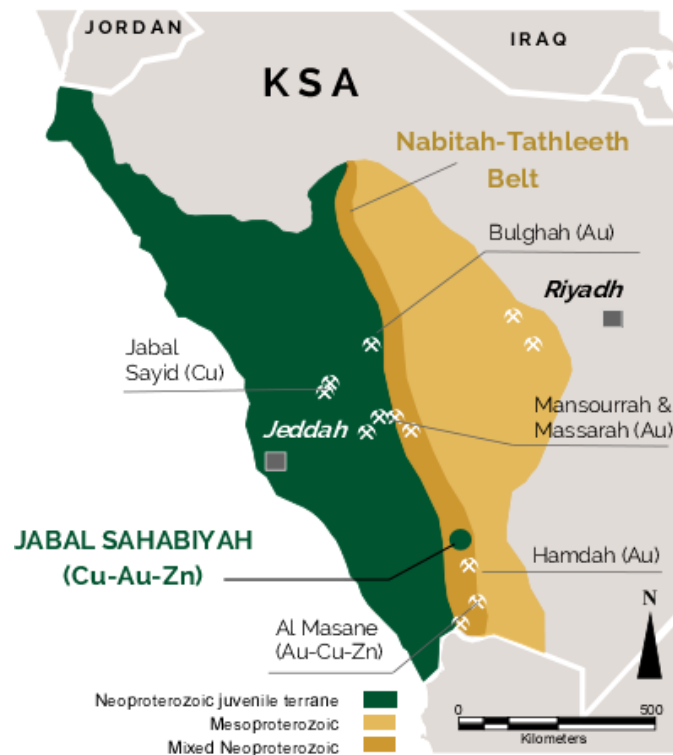 JORDAN
IRAQ
KSA
Nabitah-Tathleeth
Belt
Bulghah (Au)
Riyadh
Jabal
Sayid (Cu)
Mansourrah &
Massarah (Au)
Jeddah
JABAL SAHABIYAH
(Cu-Au-Zn)
Hamdah (Au)
Al Masane
(Au-Cu-Zn)
N
Neoproterozoic juvenile terrane
Mesoproterozoic
Mixed Neoproterozoic
0 500
Kilometers